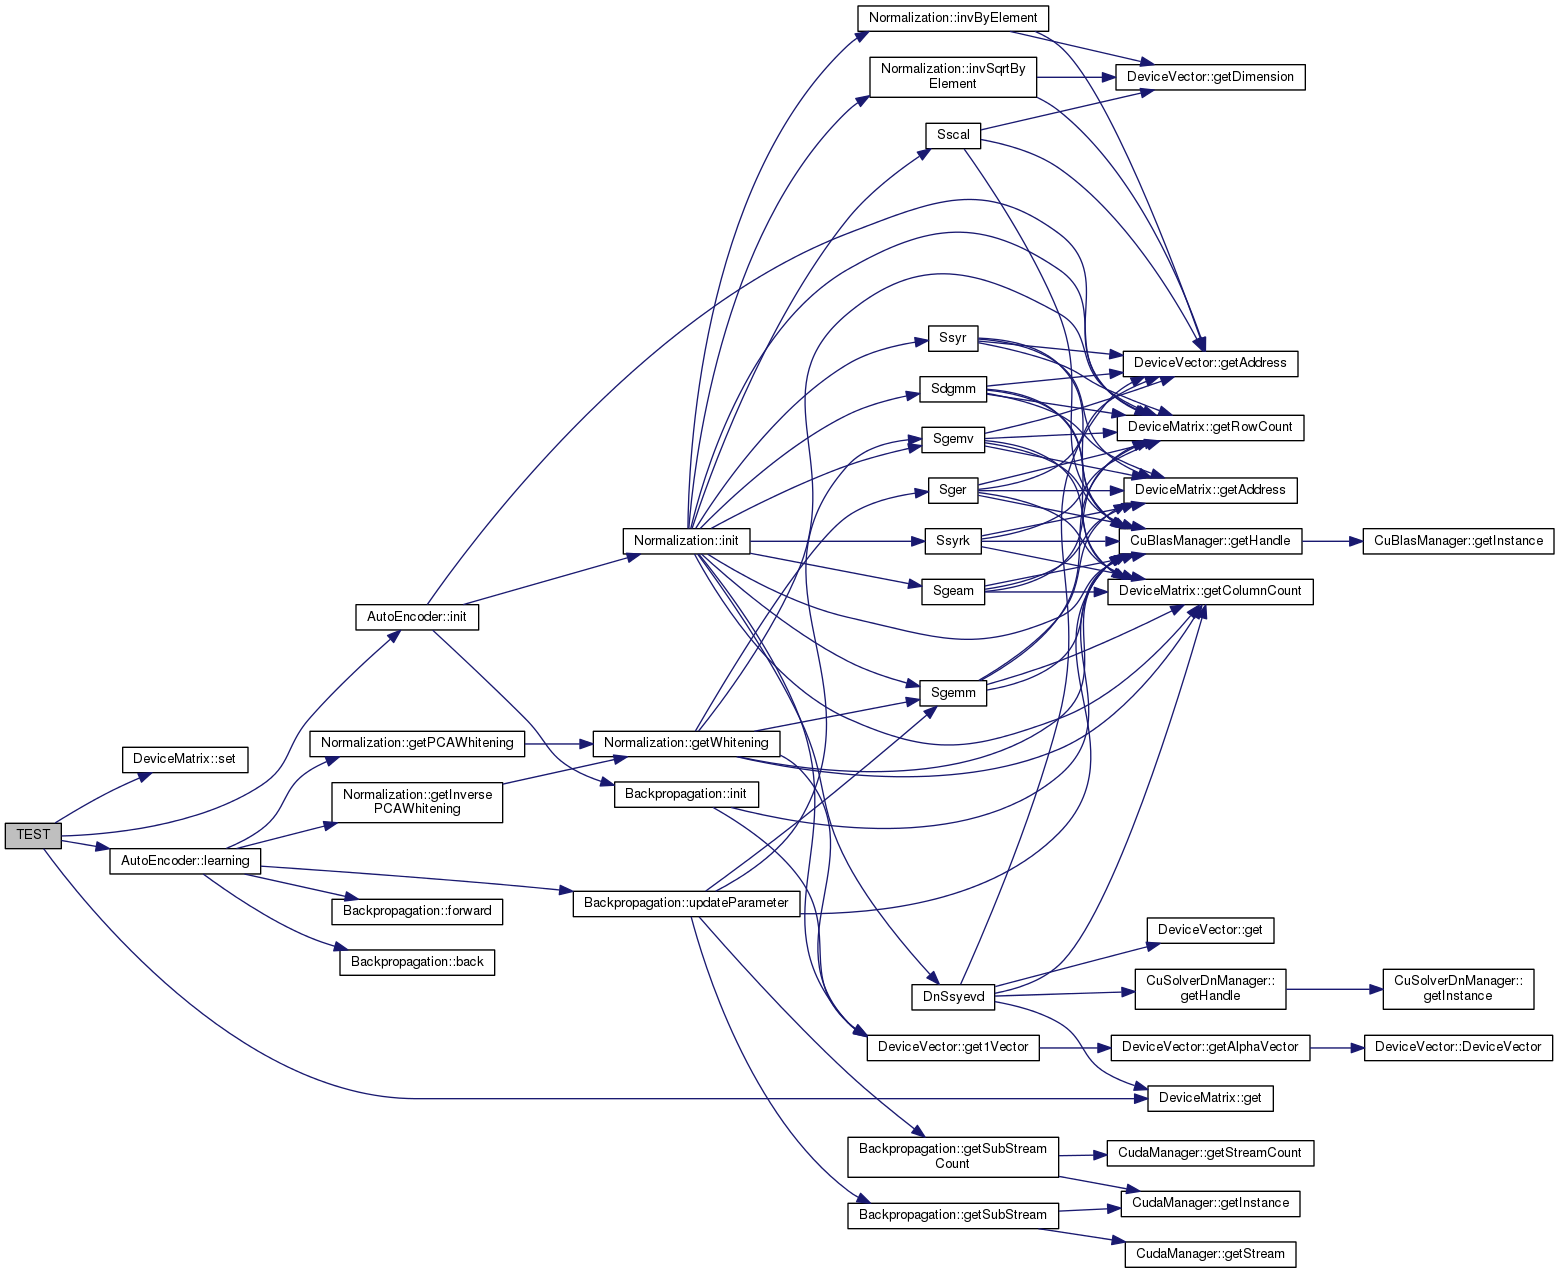 Normalization::invByElement
Normalization::invSqrtBy
Element
DeviceVector::getDimension
Sscal
Ssyr
DeviceVector::getAddress
Sdgmm
DeviceMatrix::getRowCount
Sgemv
Sger
DeviceMatrix::getAddress
Normalization::init
Ssyrk
CuBlasManager::getHandle
CuBlasManager::getInstance
Sgeam
DeviceMatrix::getColumnCount
AutoEncoder::init
Sgemm
Normalization::getPCAWhitening
Normalization::getWhitening
DeviceMatrix::set
Backpropagation::init
Normalization::getInverse
PCAWhitening
TEST
AutoEncoder::learning
Backpropagation::updateParameter
Backpropagation::forward
DeviceVector::get
Backpropagation::back
DnSsyevd
CuSolverDnManager::
getHandle
CuSolverDnManager::
getInstance
DeviceVector::get1Vector
DeviceVector::getAlphaVector
DeviceVector::DeviceVector
DeviceMatrix::get
Backpropagation::getSubStream
Count
CudaManager::getStreamCount
CudaManager::getInstance
Backpropagation::getSubStream
CudaManager::getStream